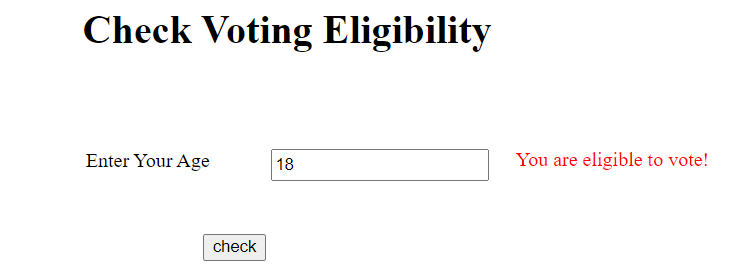 Check Voting Eligibility
Enter Your Age 18 You are eligible to vote!
check